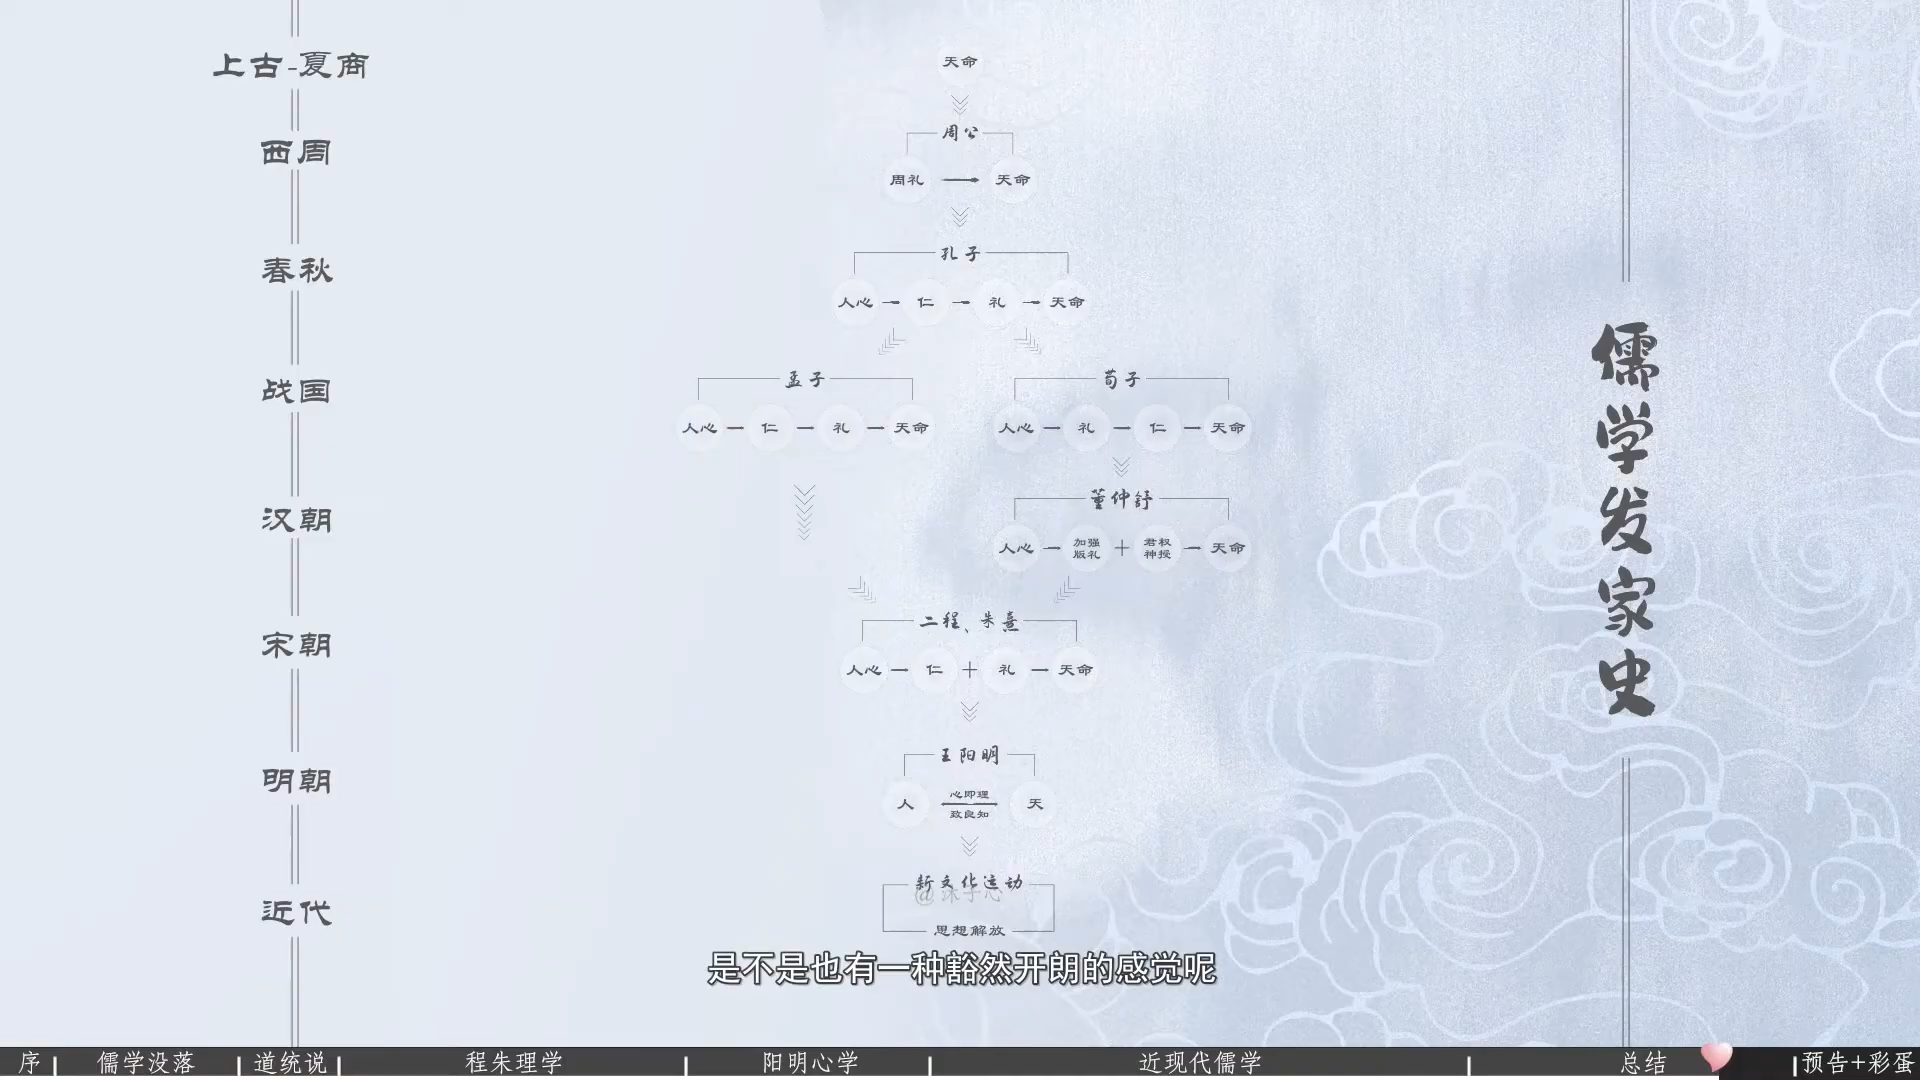 上古-夏商
西周
春秋
战国
汉朝
宋朝
明朝
近代
天命
周公
周礼 天命
孔子
人心 仁 礼 天命
孟子
人心 仁 礼 天命
荀子
人心 礼 仁 天命
董仲舒
人心 加强版礼 + 君权神授 天命
二程、朱熹
人心 仁 + 礼 天命
王阳明
人 心即理 致良知 天
新文化运动
思想解放
儒学发家史
是不是也有一种豁然开朗的感觉呢
序 儒学没落 道统说 程朱理学 阳明心学 近现代儒学 总结 预告+彩蛋